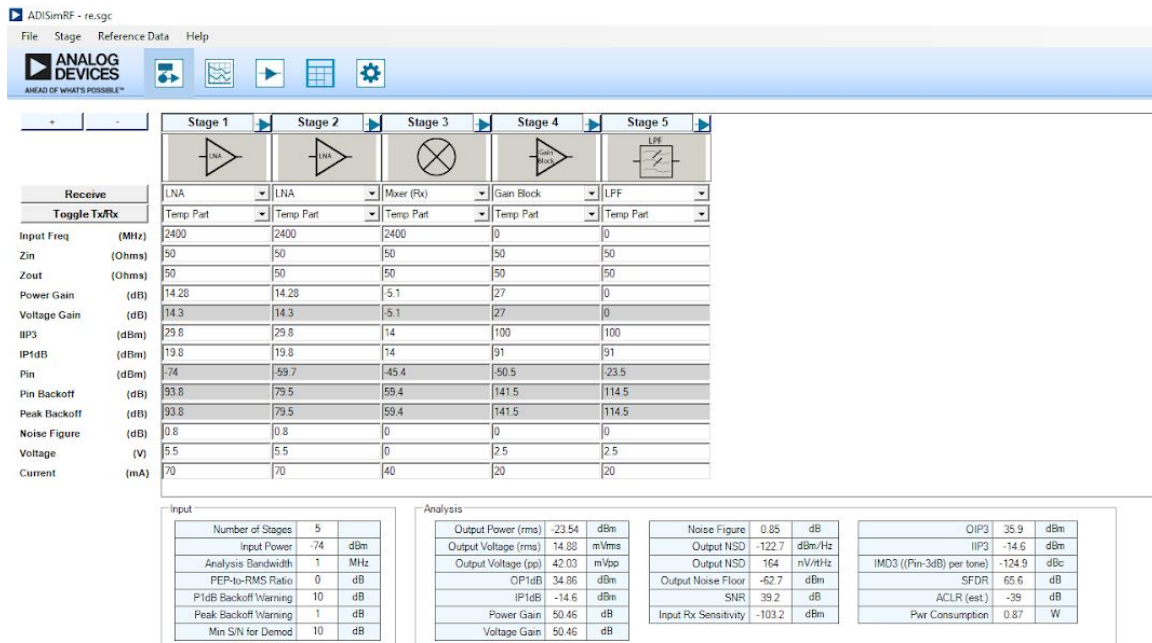 ADISimRF - re.sgc
File Stage Reference Data Help
ANALOG
DEVICES
AHEAD OF WHAT'S POSSIBLE™
+ - Stage 1 Stage 2 Stage 3 Stage 4 Stage 5
LNA LNA Gain Block LPF
Receive LNA LNA Mixer (Rx) Gain Block LPF
Toggle Tx/Rx Temp Part Temp Part Temp Part Temp Part Temp Part
Input Freq (MHz) 2400 2400 2400 0 0
Zin (Ohms) 50 50 50 50 50
Zout (Ohms) 50 50 50 50 50
Power Gain (dB) 14.28 14.28 -5.1 27 0
Voltage Gain (dB) 14.3 14.3 -5.1 27 0
IIP3 (dBm) 29.8 29.8 14 100 100
IP1dB (dBm) 19.8 19.8 14 91 91
Pin (dBm) -74 -59.7 -45.4 -50.5 -23.5
Pin Backoff (dB) 93.8 79.5 59.4 141.5 114.5
Peak Backoff (dB) 93.8 79.5 59.4 141.5 114.5
Noise Figure (dB) 0.8 0.8 0 0 0
Voltage (V) 5.5 5.5 0 2.5 2.5
Current (mA) 70 70 40 20 20
Input
Number of Stages 5
Input Power -74 dBm
Analysis Bandwidth 1 MHz
PEP-to-RMS Ratio 0 dB
P1dB Backoff Warning 10 dB
Peak Backoff Warning 1 dB
Min S/N for Demod 10 dB
Analysis
Output Power (rms) -23.54 dBm
Output Voltage (rms) 14.88 mVrms
Output Voltage (pp) 42.03 mVpp
OP1dB 34.86 dBm
IP1dB -14.6 dBm
Power Gain 50.46 dB
Voltage Gain 50.46 dB
Noise Figure 0.85 dB
Output NSD -122.7 dBm/Hz
Output NSD 164 nV/rtHz
Output Noise Floor -62.7 dBm
SNR 39.2 dB
Input Rx Sensitivity -103.2 dBm
OIP3 35.9 dBm
IIP3 -14.6 dBm
IMD3 ((Pin-3dB) per tone) -124.9 dBc
SFDR 65.6 dB
ACLR (est.) -39 dB
Pwr Consumption 0.87 W